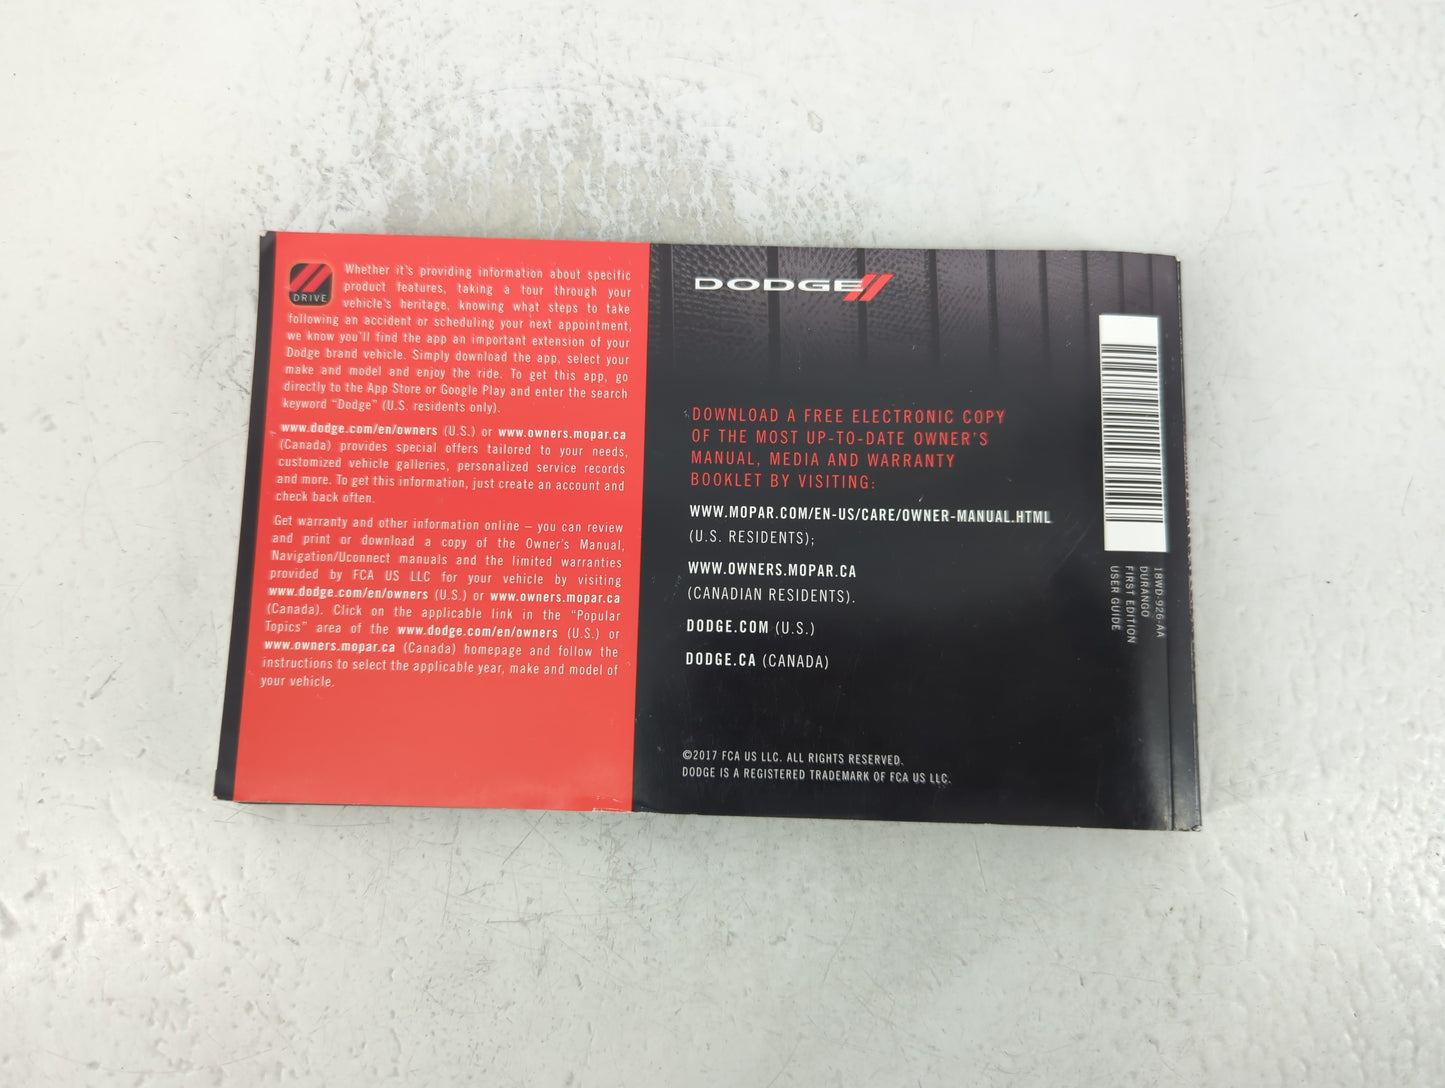 DRIVE
Whether it's providing information about specific
product features, taking a tour through your
vehicle's heritage, knowing what steps to take
following an accident or scheduling your next appointment,
we know you'll find the app an important extension of your
Dodge brand vehicle. Simply download the app, select your
make and model and enjoy the ride. To get this app, go
directly to the App Store or Google Play and enter the search
keyword “Dodge” (U.S. residents only).
www.dodge.com/en/owners (U.S.) or www.owners.mopar.ca
(Canada) provides special offers tailored to your needs,
customized vehicle galleries, personalized service records
and more. To get this information, just create an account and
check back often.
Get warranty and other information online – you can review
and print or download a copy of the Owner's Manual,
Navigation/Uconnect manuals and the limited warranties
provided by FCA US LLC for your vehicle by visiting
www.dodge.com/en/owners (U.S.) or www.owners.mopar.ca
(Canada). Click on the applicable link in the “Popular
Topics” area of the www.dodge.com/en/owners (U.S.) or
www.owners.mopar.ca (Canada) homepage and follow the
instructions to select the applicable year, make and model of
your vehicle.
DODGE
DOWNLOAD A FREE ELECTRONIC COPY
OF THE MOST UP-TO-DATE OWNER'S
MANUAL, MEDIA AND WARRANTY
BOOKLET BY VISITING:
WWW.MOPAR.COM/EN-US/CARE/OWNER-MANUAL.HTML
(U.S. RESIDENTS);
WWW.OWNERS.MOPAR.CA
(CANADIAN RESIDENTS).
DODGE.COM (U.S.)
DODGE.CA (CANADA)
©2017 FCA US LLC. ALL RIGHTS RESERVED.
DODGE IS A REGISTERED TRADEMARK OF FCA US LLC.
18WD-926-AA
DURANGO
FIRST EDITION
USER GUIDE